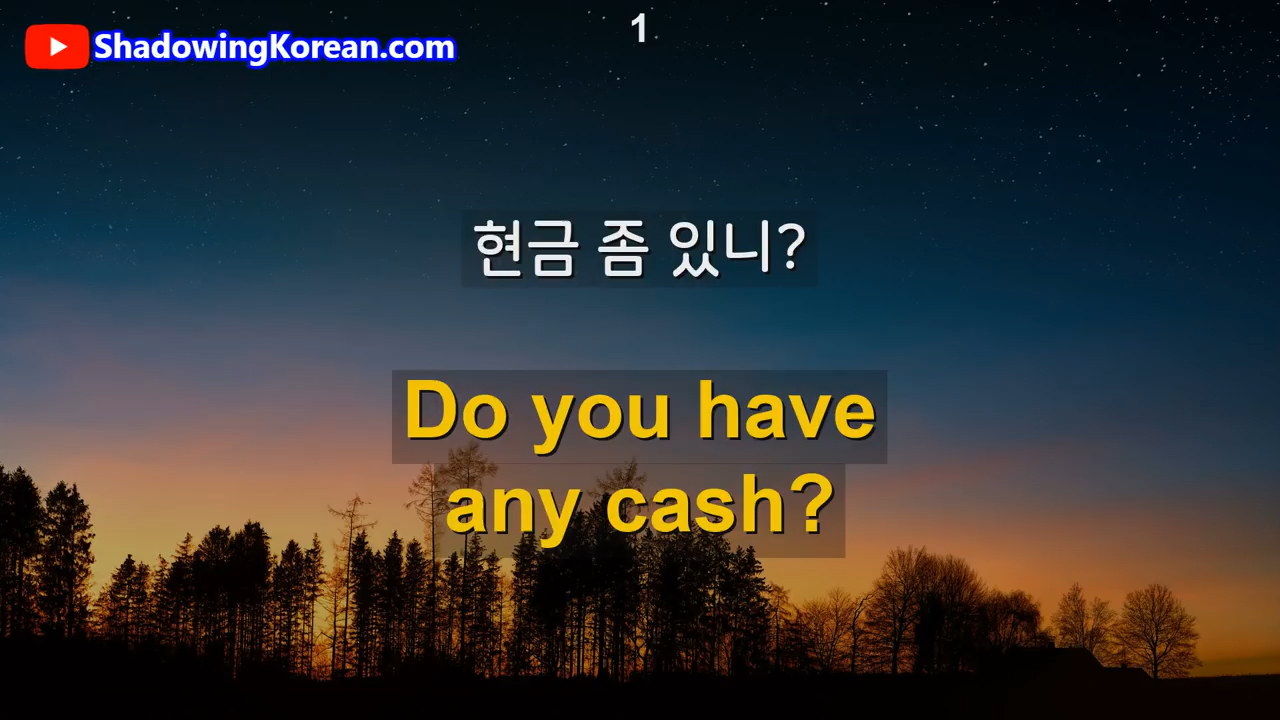 1
ShadowingKorean.com
현금 좀 있니?
Do you have
any cash?